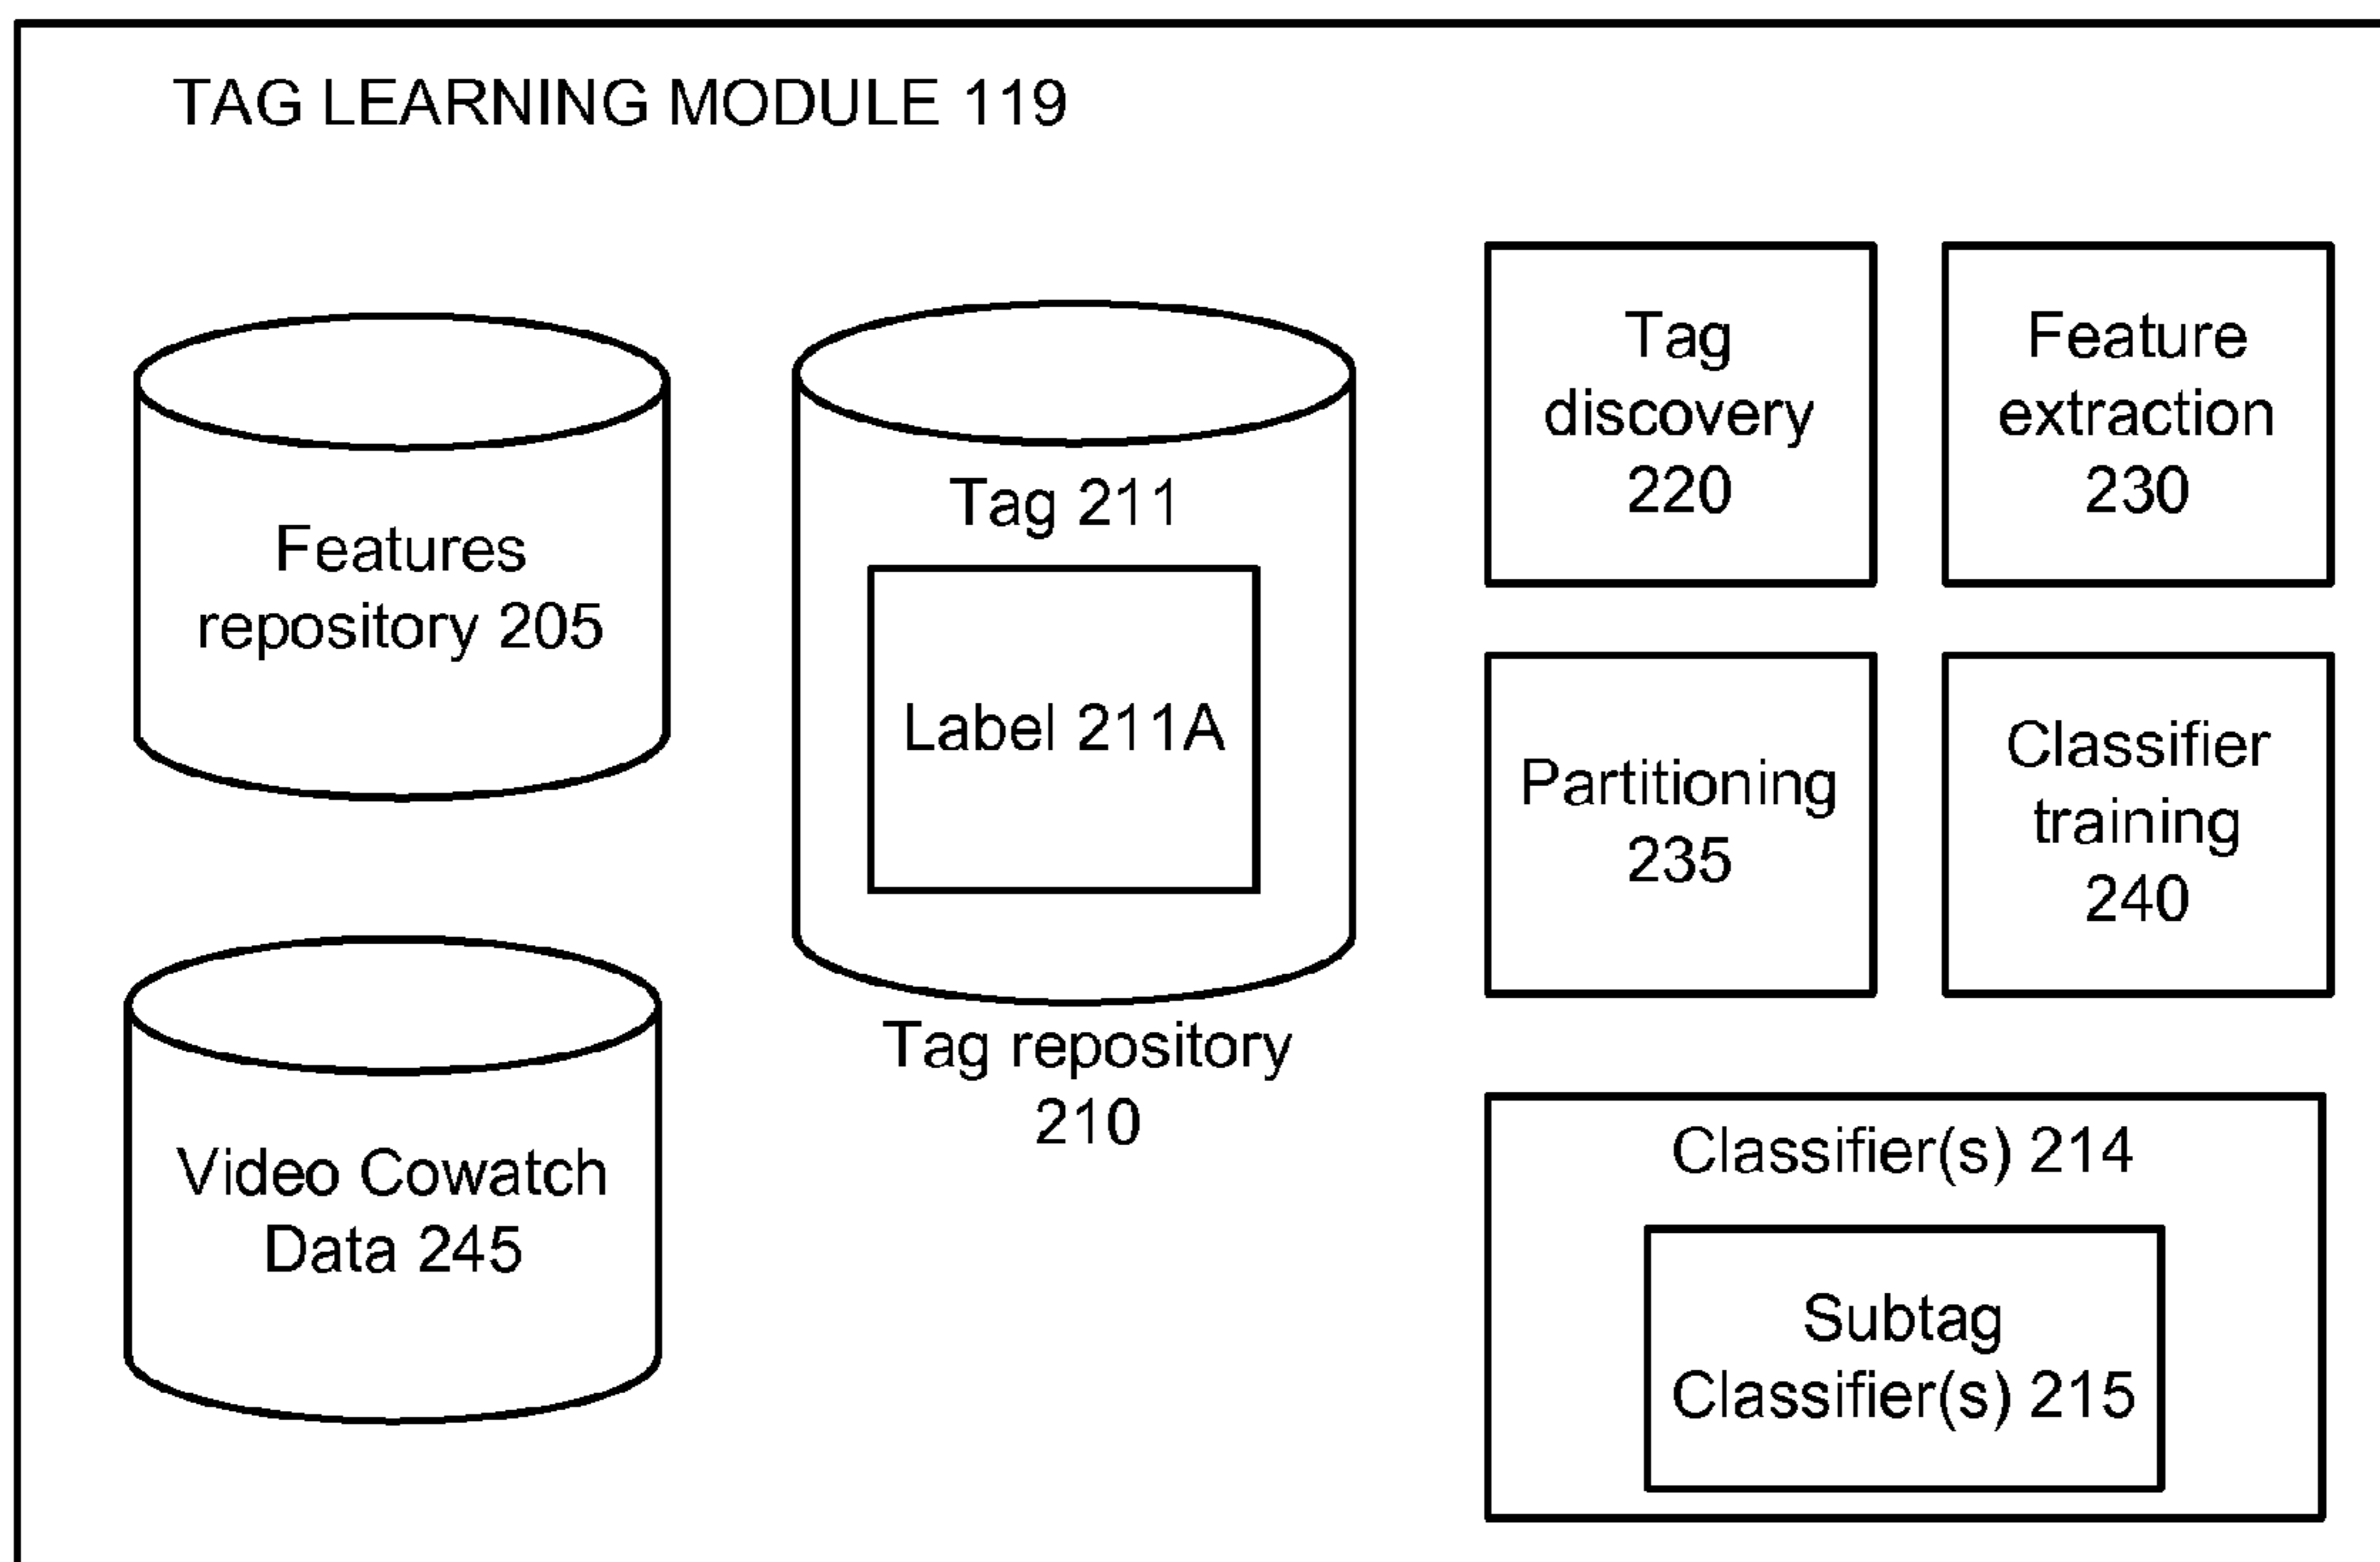 TAG LEARNING MODULE 119
Features
repository 205
Video Cowatch
Data 245
Tag 211
Label 211A
Tag repository
210
Tag
discovery
220
Feature
extraction
230
Partitioning
235
Classifier
training
240
Classifier(s) 214
Subtag
Classifier(s) 215